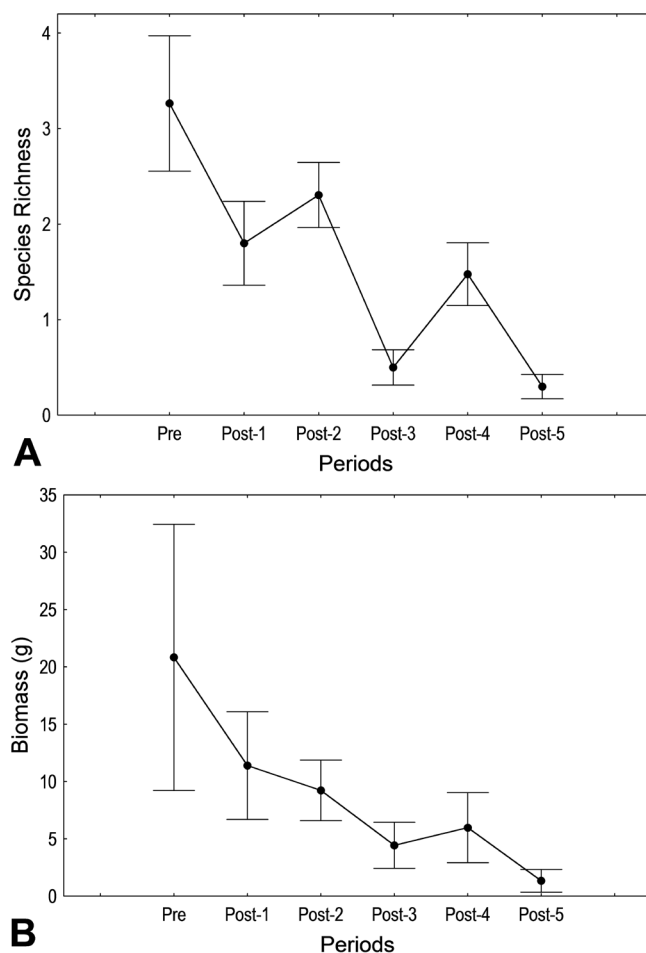 4
3
2
1
0
Species Richness
Pre Post-1 Post-2 Post-3 Post-4 Post-5
Periods
A
35
30
25
20
15
10
5
0
Biomass (g)
Pre Post-1 Post-2 Post-3 Post-4 Post-5
Periods
B